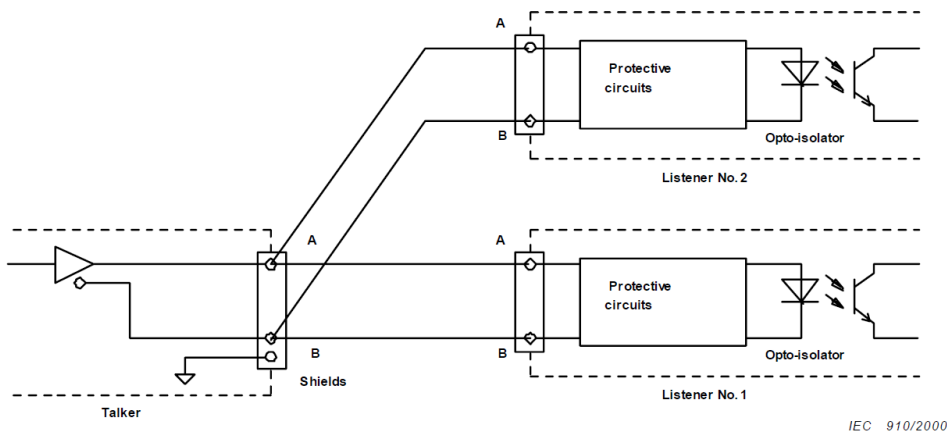 A
Protective
circuits
B
Opto-isolator
Listener No. 2
A
A
Protective
circuits
B
B
Opto-isolator
Shields
Listener No. 1
Talker
IEC 910/2000